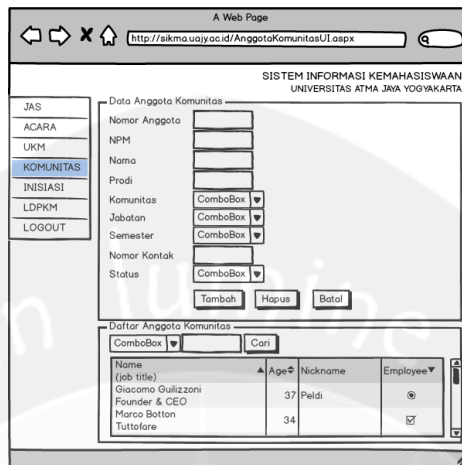 A Web Page
http://sikma.uajy.ac.id/AnggotaKomunitasUI.aspx
SISTEM INFORMASI KEMAHASISWAAN
UNIVERSITAS ATMA JAYA YOGYAKARTA
JAS
ACARA
UKM
KOMUNITAS
INISIASI
LDPKM
LOGOUT
Data Anggota Komunitas
Nomor Anggota
NPM
Nama
Prodi
Komunitas ComboBox
Jabatan ComboBox
Semester ComboBox
Nomor Kontak
Status ComboBox
Tambah Hapus Batal
Daftar Anggota Komunitas
ComboBox Cari
Name (job title) Age Nickname Employee
Giacomo Guilizzoni
Founder & CEO 37 Peldi
Marco Botton
Tuttofare 34